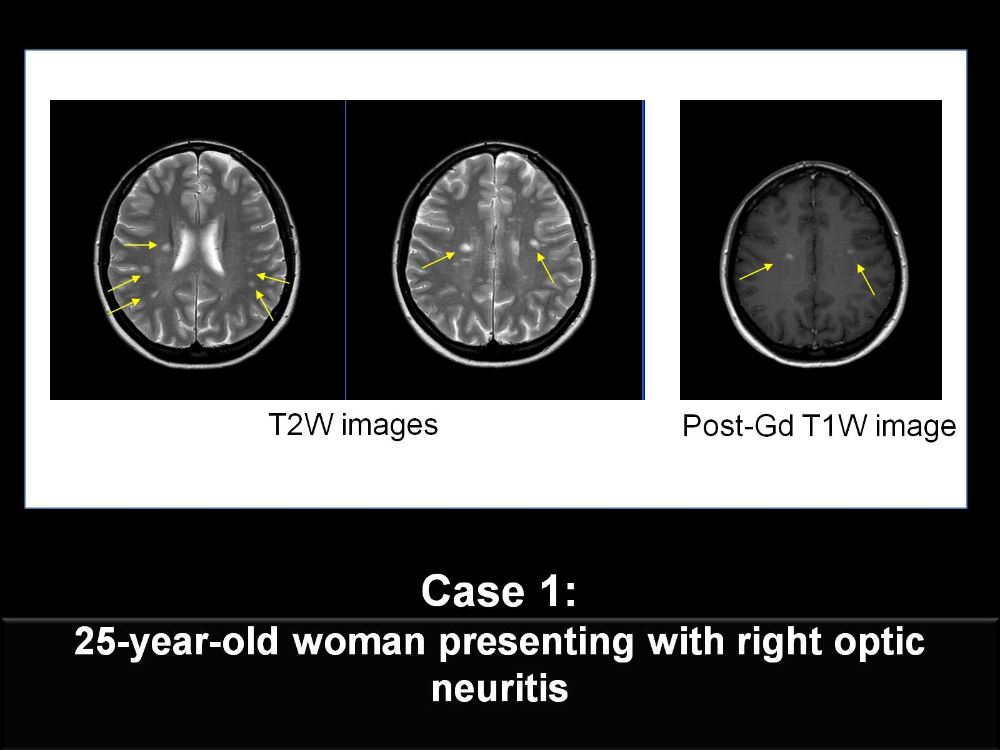 T2W images
Post-Gd T1W image
Case 1:
25-year-old woman presenting with right optic
neuritis